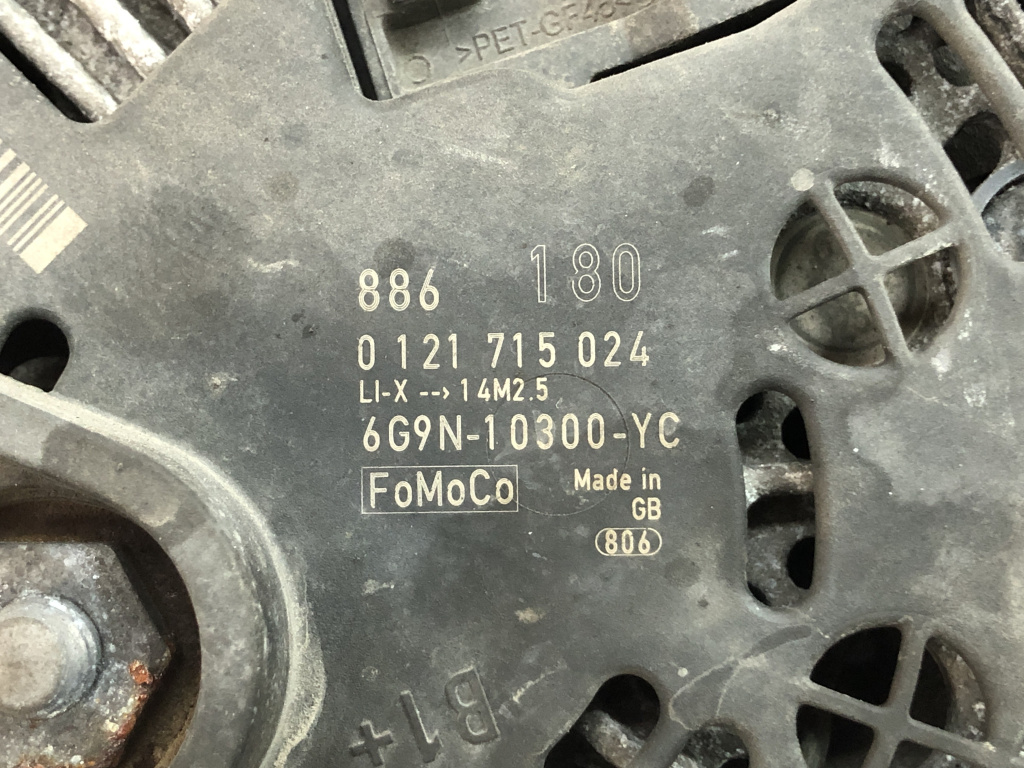 >PET-GF40<
886 180
0 121 715 024
LI-X --> 14M2.5
6G9N-10300-YC
FoMoCo
Made in
GB
806
B1+